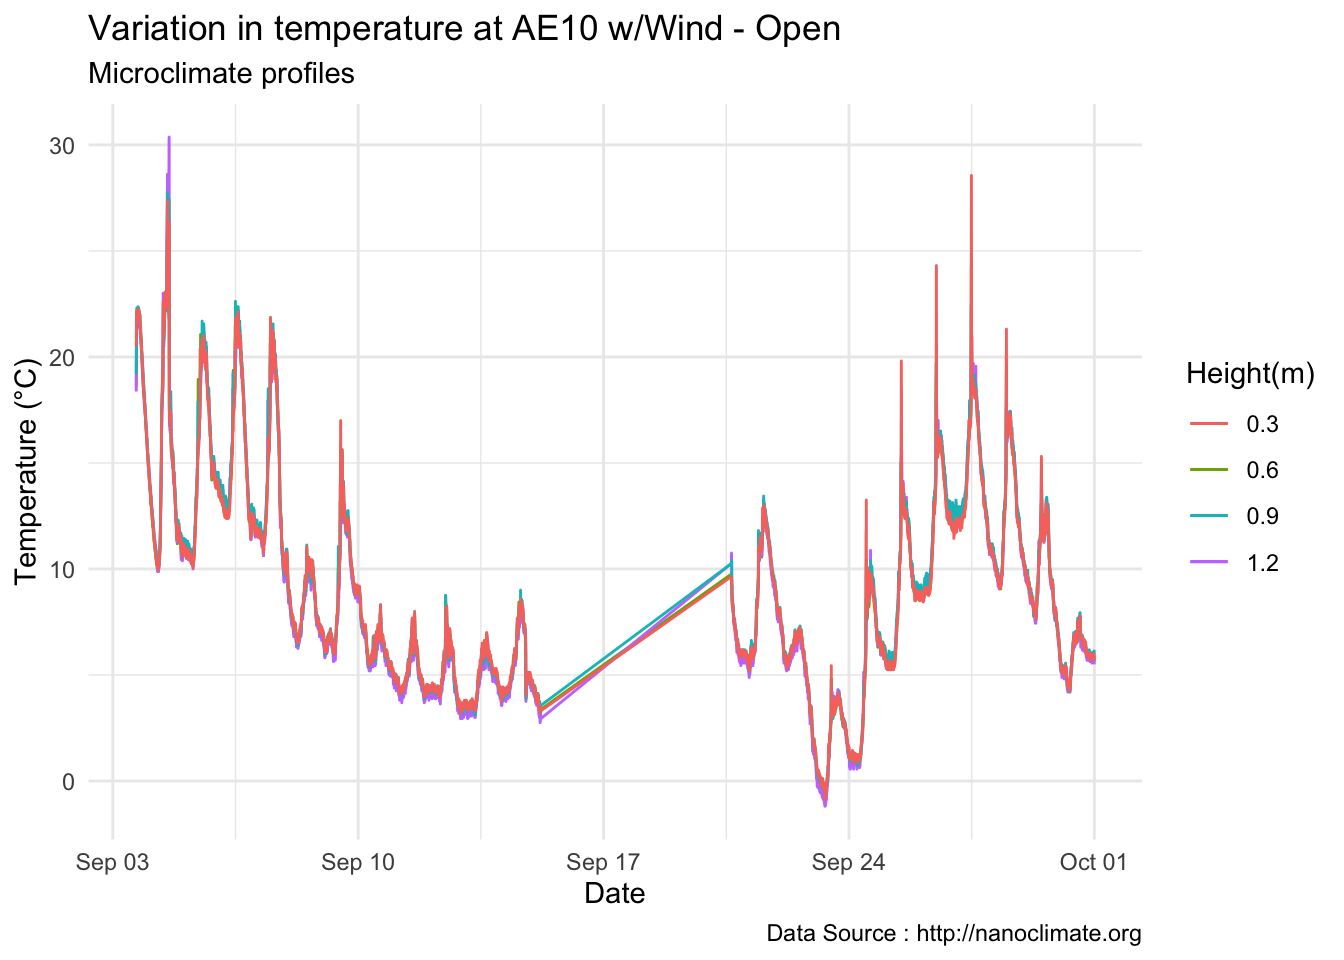 Variation in temperature at AE10 w/Wind - Open
Microclimate profiles
30
20
10
0
Temperature (°C)
Sep 03 Sep 10 Sep 17 Sep 24 Oct 01
Date
Height(m)
0.3
0.6
0.9
1.2
Data Source : http://nanoclimate.org